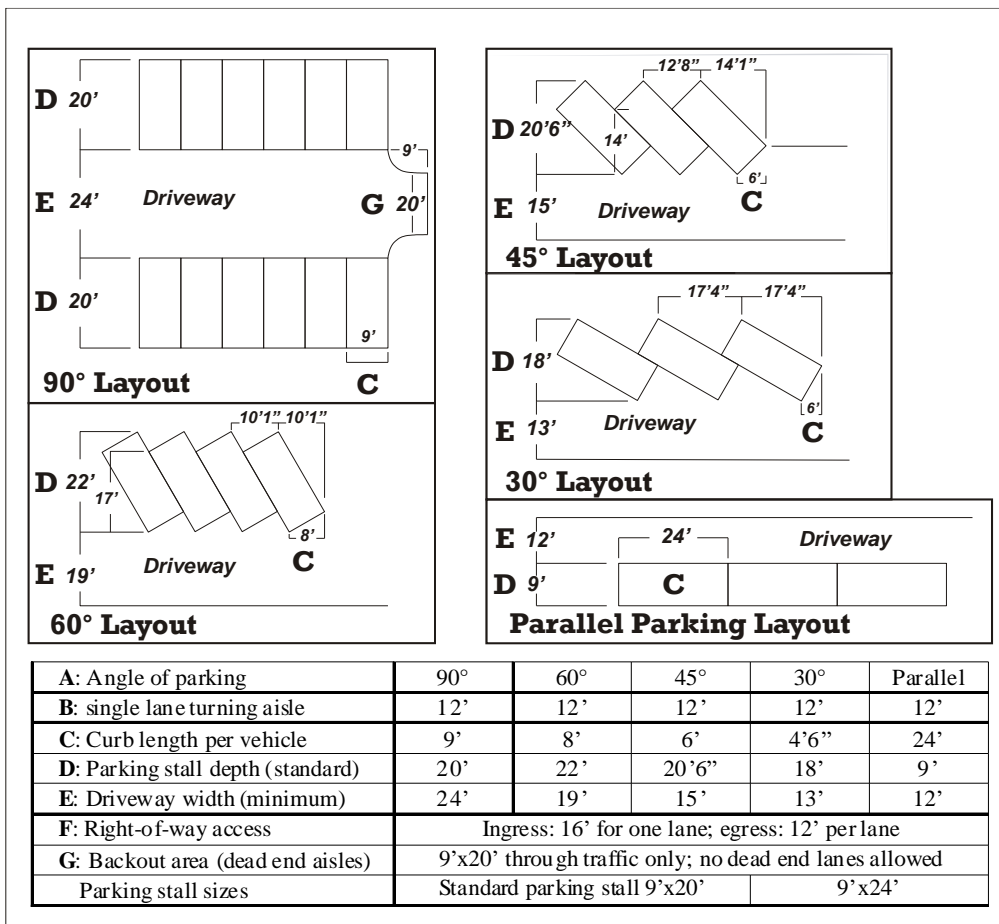 D 20’
9’
E 24’ Driveway G 20’
D 20’
9’
90° Layout C
12’8” 14’1”
D 20’6”
14’
6’
E 15’ Driveway C
45° Layout
17’4” 17’4”
D 18’
6’
E 13’ Driveway C
30° Layout
10’1” 10’1”
D 22’
17’
8’
E 19’ Driveway C
60° Layout
E 12’ 24’ Driveway
D 9’ C
Parallel Parking Layout
A: Angle of parking 90° 60° 45° 30° Parallel
B: single lane turning aisle 12’ 12’ 12’ 12’ 12’
C: Curb length per vehicle 9’ 8’ 6’ 4’6” 24’
D: Parking stall depth (standard) 20’ 22’ 20’6” 18’ 9’
E: Driveway width (minimum) 24’ 19’ 15’ 13’ 12’
F: Right-of-way access Ingress: 16’ for one lane; egress: 12’ per lane
G: Backout area (dead end aisles) 9’x20’ through traffic only; no dead end lanes allowed
Parking stall sizes Standard parking stall 9’x20’ 9’x24’